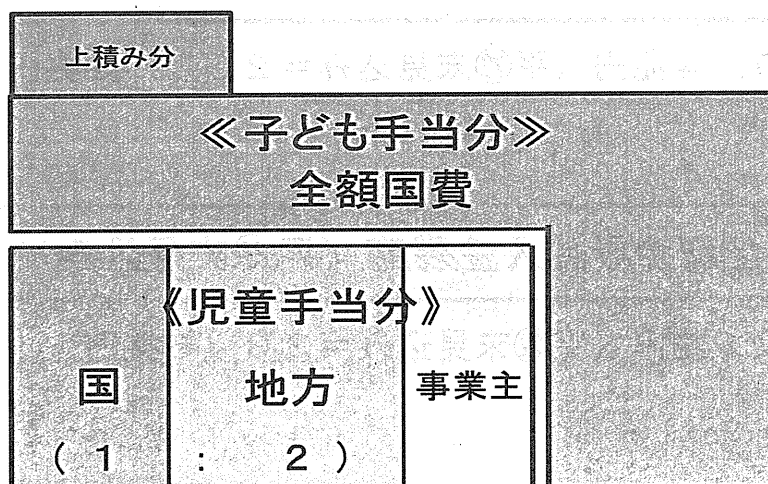 上積み分
≪子ども手当分≫
全額国費
《児童手当分》
国
地方
事業主
(1 : 2)